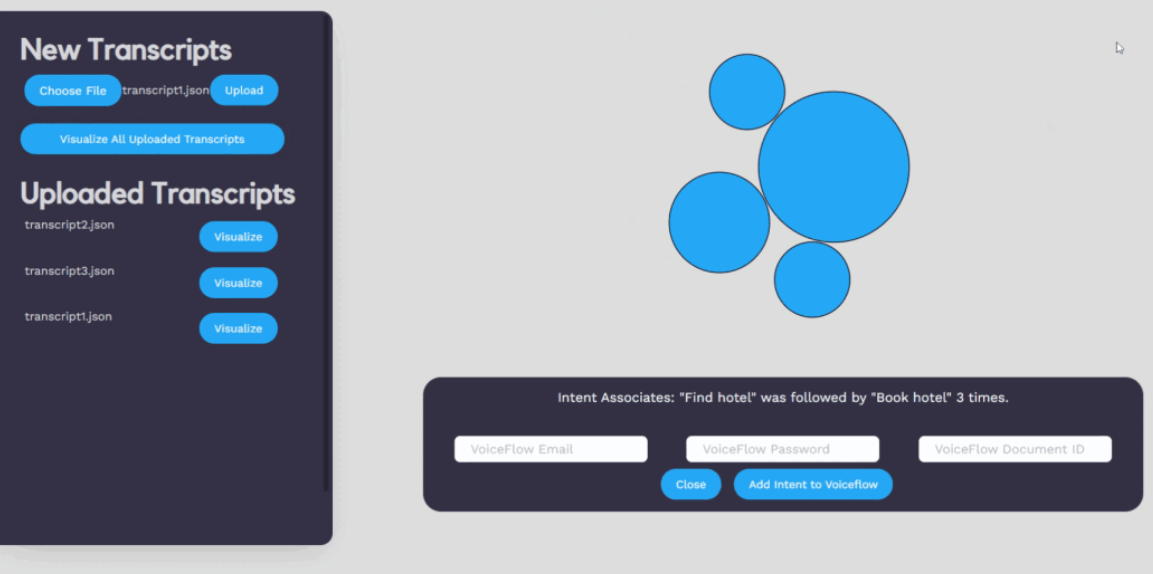 New Transcripts
Choose File transcript1.json Upload
Visualize All Uploaded Transcripts
Uploaded Transcripts
transcript2.json Visualize
transcript3.json Visualize
transcript1.json Visualize
Intent Associates: "Find hotel" was followed by "Book hotel" 3 times.
VoiceFlow Email VoiceFlow Password VoiceFlow Document ID
Close Add Intent to Voiceflow